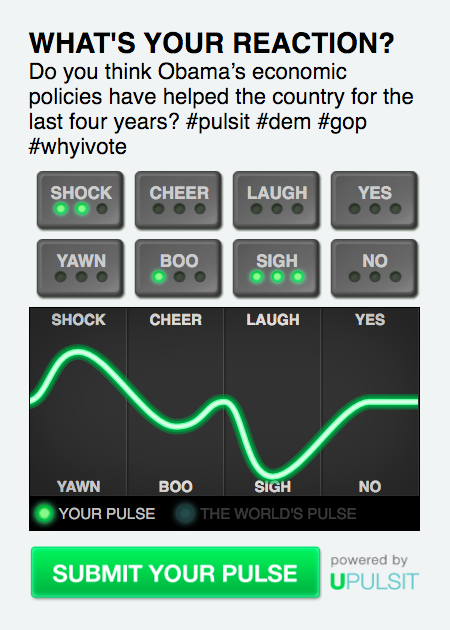 WHAT'S YOUR REACTION?
Do you think Obama's economic
policies have helped the country for the
last four years? #pulsit #dem #gop
#whyivote
SHOCK CHEER LAUGH YES
YAWN BOO SIGH NO
SHOCK CHEER LAUGH YES
YAWN BOO SIGH NO
YOUR PULSE THE WORLD'S PULSE
SUBMIT YOUR PULSE
powered by
UPULSIT